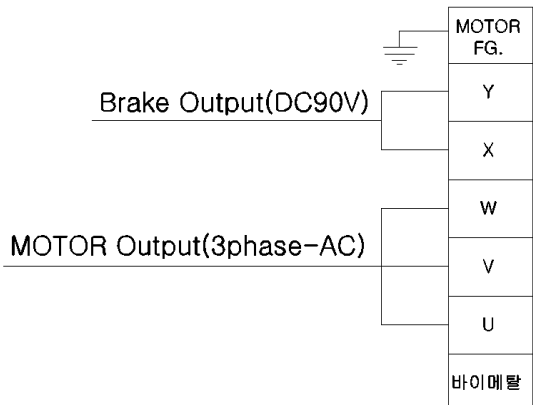 MOTOR
FG.
Brake Output(DC90V)
Y
X
W
MOTOR Output(3phase-AC)
V
U
바이메탈